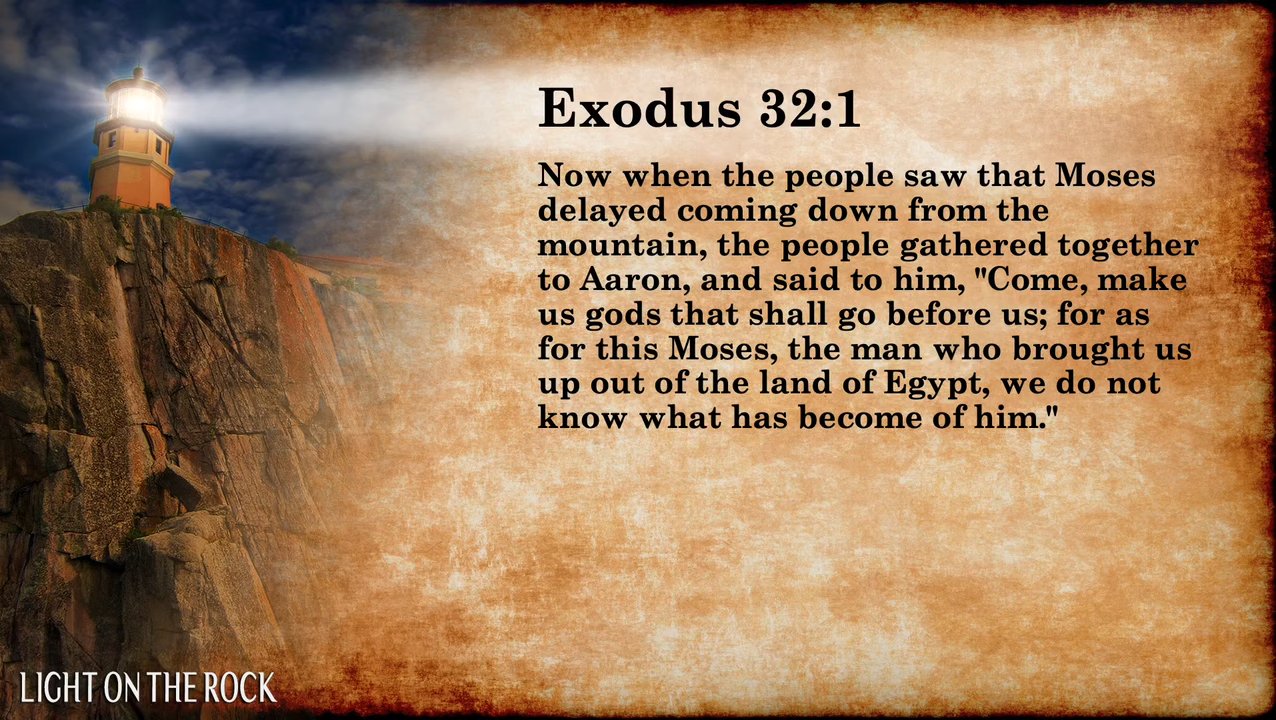 Exodus 32:1
Now when the people saw that Moses
delayed coming down from the
mountain, the people gathered together
to Aaron, and said to him, "Come, make
us gods that shall go before us; for as
for this Moses, the man who brought us
up out of the land of Egypt, we do not
know what has become of him."
LIGHT ON THE ROCK